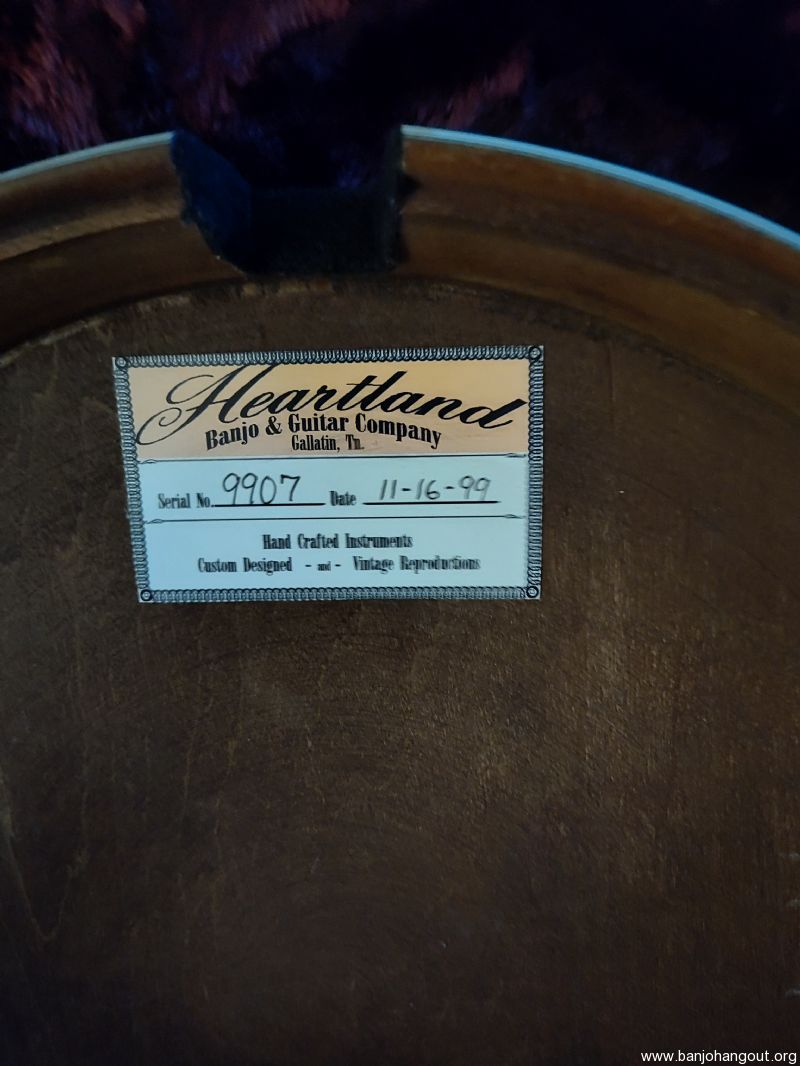 Heartland
Banjo & Guitar Company
Gallatin, Tn.
Serial No. 9907 Date 11-16-99
Hand Crafted Instruments
Custom Designed - and - Vintage Reproductions
www.banjohangout.org